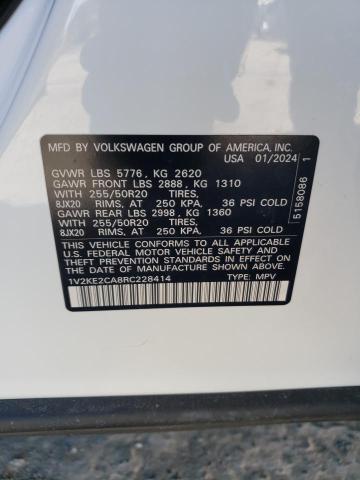 MFD. BY VOLKSWAGEN GROUP OF AMERICA, INC.
USA 01/2024
GVWR LBS 5776, KG 2620
GAWR FRONT LBS 2888, KG 1310
WITH 255/50R20 TIRES,
8JX20 RIMS, AT 250 KPA, 36 PSI COLD
GAWR REAR LBS 2998, KG 1360
WITH 255/50R20 TIRES,
8JX20 RIMS, AT 250 KPA, 36 PSI COLD
THIS VEHICLE CONFORMS TO ALL APPLICABLE
U.S. FEDERAL MOTOR VEHICLE SAFETY, BUMPER,
AND THEFT PREVENTION STANDARDS IN EFFECT
ON THE DATE OF MANUFACTURE SHOWN ABOVE.
1V2KE2CA8RC228414 TYPE: MPV
5158086 1